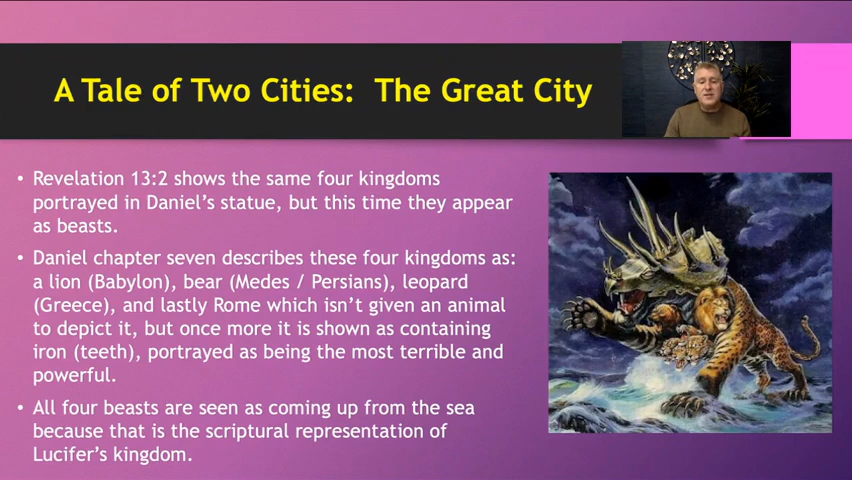 A Tale of Two Cities:  The Great City
• Revelation 13:2 shows the same four kingdoms
portrayed in Daniel’s statue, but this time they appear
as beasts.
• Daniel chapter seven describes these four kingdoms as:
a lion (Babylon), bear (Medes / Persians), leopard
(Greece), and lastly Rome which isn’t given an animal
to depict it, but once more it is shown as containing
iron (teeth), portrayed as being the most terrible and
powerful.
• All four beasts are seen as coming up from the sea
because that is the scriptural representation of
Lucifer’s kingdom.